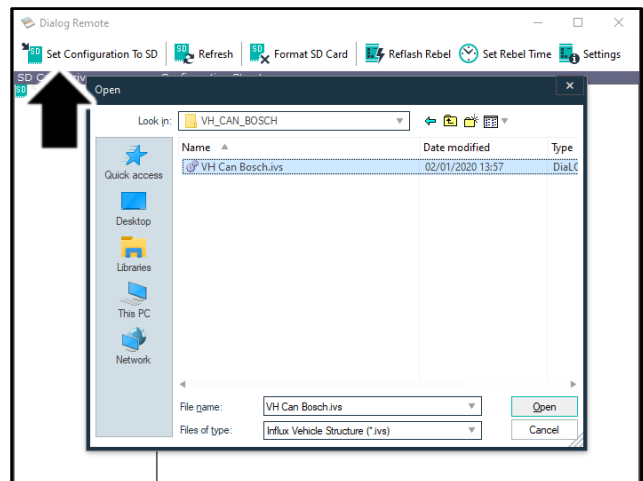 Dialog Remote
Set Configuration To SD
Refresh
Format SD Card
Reflash Rebel
Set Rebel Time
Settings
Open
Look in:
VH_CAN_BOSCH
Name
Date modified
Type
VH Can Bosch.ivs
02/01/2020 13:57
Quick access
Desktop
Libraries
This PC
Network
File name:
VH Can Bosch.ivs
Open
Files of type:
Influx Vehicle Structure (*.ivs)
Cancel